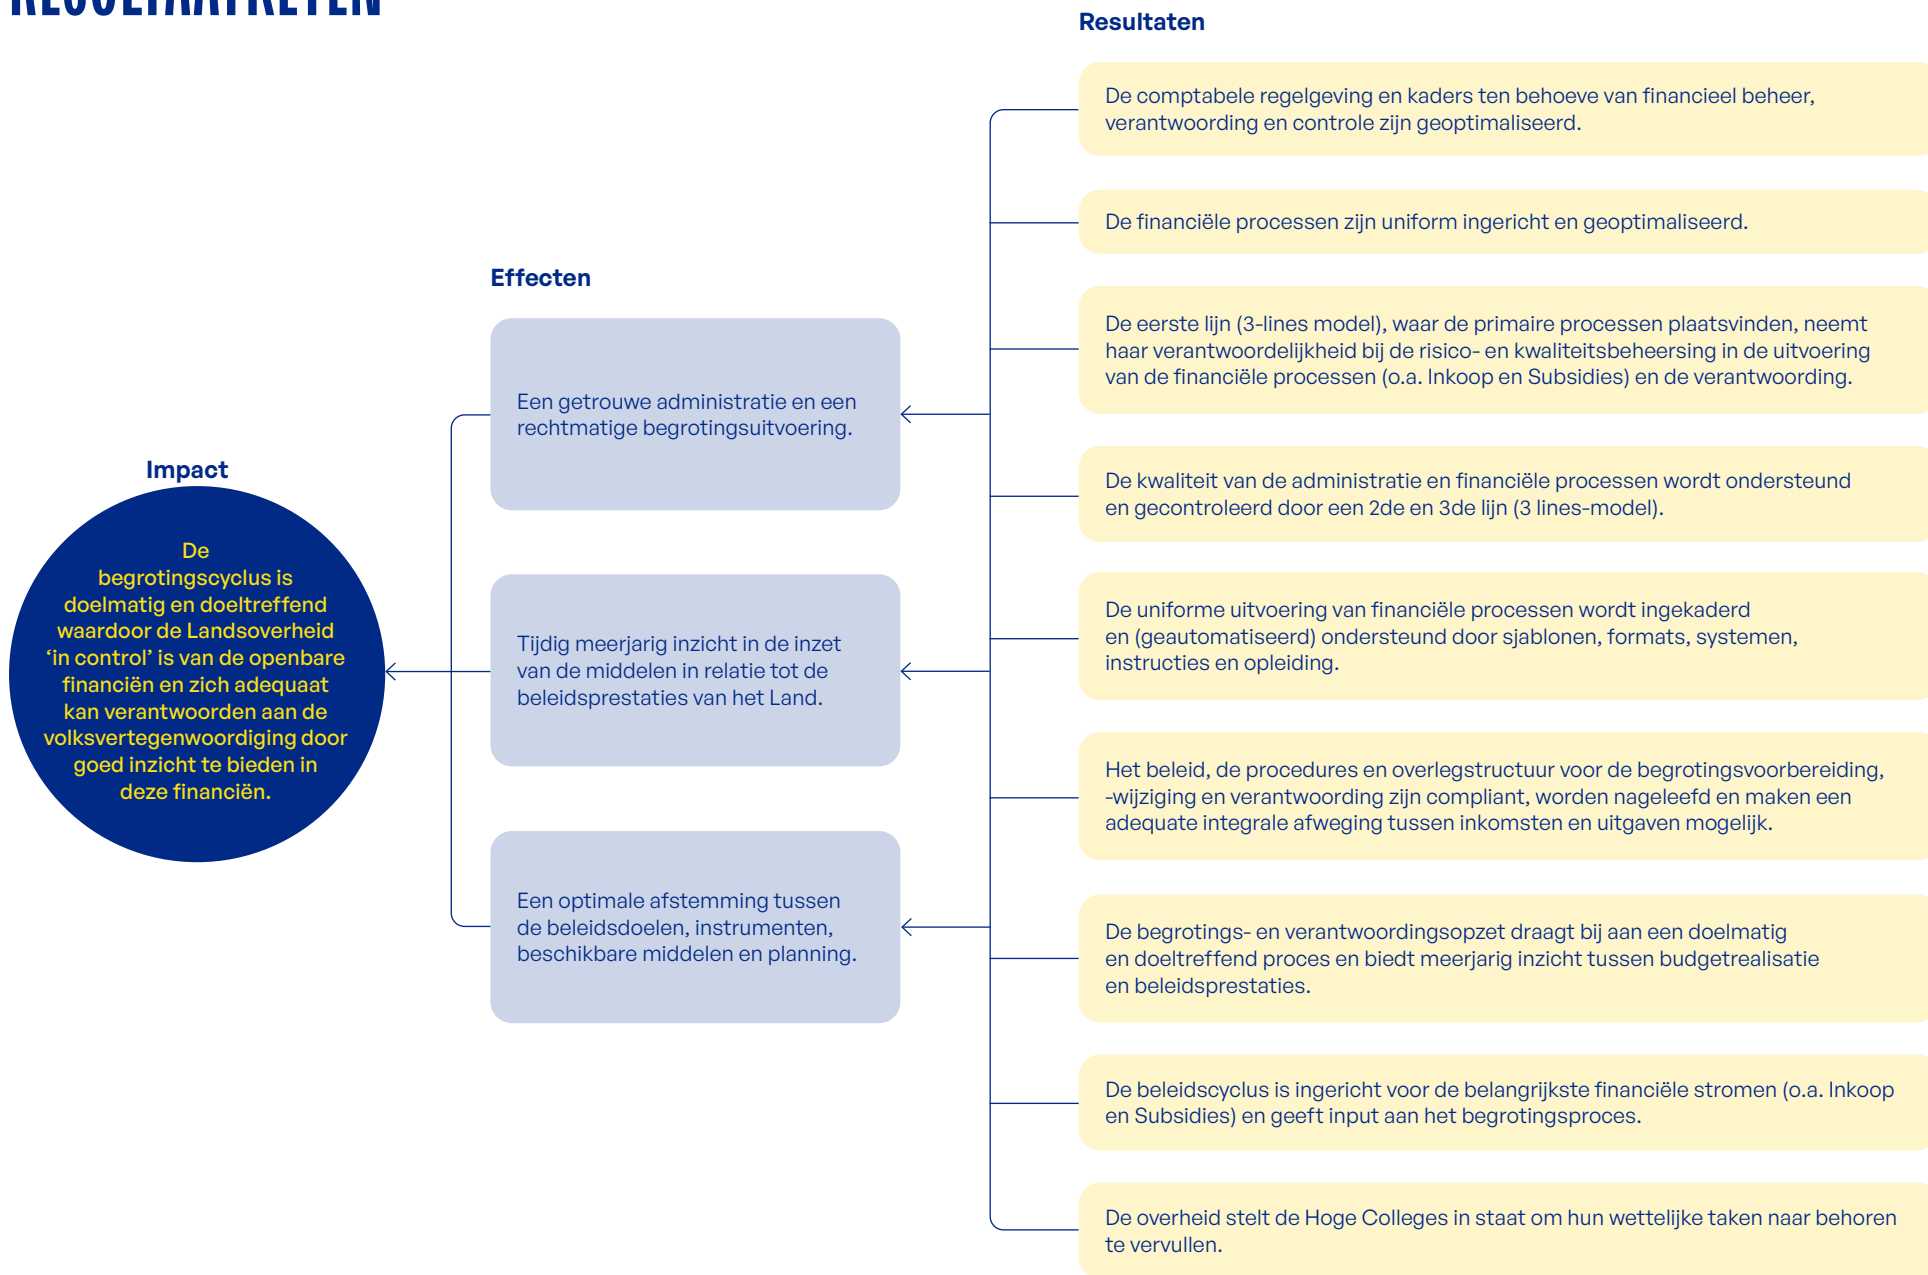 RESULTAATKETEN
Impact
De
begrotingscyclus is
doelmatig en doeltreffend
waardoor de Landsoverheid
‘in control’ is van de openbare
financiën en zich adequaat
kan verantwoorden aan de
volksvertegenwoordiging door
goed inzicht te bieden in
deze financiën.
Effecten
Een getrouwe administratie en een
rechtmatige begrotingsuitvoering.
Tijdig meerjarig inzicht in de inzet
van de middelen in relatie tot de
beleidsprestaties van het Land.
Een optimale afstemming tussen
de beleidsdoelen, instrumenten,
beschikbare middelen en planning.
Resultaten
De comptabele regelgeving en kaders ten behoeve van financieel beheer,
verantwoording en controle zijn geoptimaliseerd.
De financiële processen zijn uniform ingericht en geoptimaliseerd.
De eerste lijn (3-lines model), waar de primaire processen plaatsvinden, neemt
haar verantwoordelijkheid bij de risico- en kwaliteitsbeheersing in de uitvoering
van de financiële processen (o.a. Inkoop en Subsidies) en de verantwoording.
De kwaliteit van de administratie en financiële processen wordt ondersteund
en gecontroleerd door een 2de en 3de lijn (3 lines-model).
De uniforme uitvoering van financiële processen wordt ingekaderd
en (geautomatiseerd) ondersteund door sjablonen, formats, systemen,
instructies en opleiding.
Het beleid, de procedures en overlegstructuur voor de begrotingsvoorbereiding,
-wijziging en verantwoording zijn compliant, worden nageleefd en maken een
adequate integrale afweging tussen inkomsten en uitgaven mogelijk.
De begrotings- en verantwoordingsopzet draagt bij aan een doelmatig
en doeltreffend proces en biedt meerjarig inzicht tussen budgetrealisatie
en beleidsprestaties.
De beleidscyclus is ingericht voor de belangrijkste financiële stromen (o.a. Inkoop
en Subsidies) en geeft input aan het begrotingsproces.
De overheid stelt de Hoge Colleges in staat om hun wettelijke taken naar behoren
te vervullen.